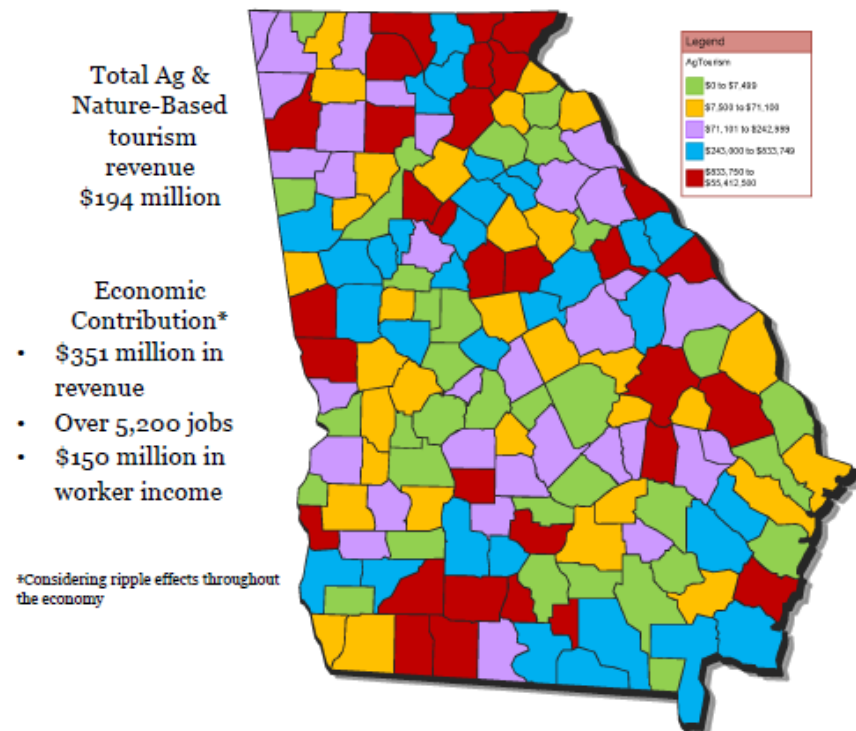 Total Ag &
Nature-Based
tourism
revenue
$194 million
Economic
Contribution*
• $351 million in
revenue
• Over 5,200 jobs
• $150 million in
worker income
*Considering ripple effects throughout
the economy
Legend
AgTourism
$0 to $7,499
$7,500 to $71,100
$71,101 to $242,999
$243,000 to $833,749
$833,750 to
$55,412,500